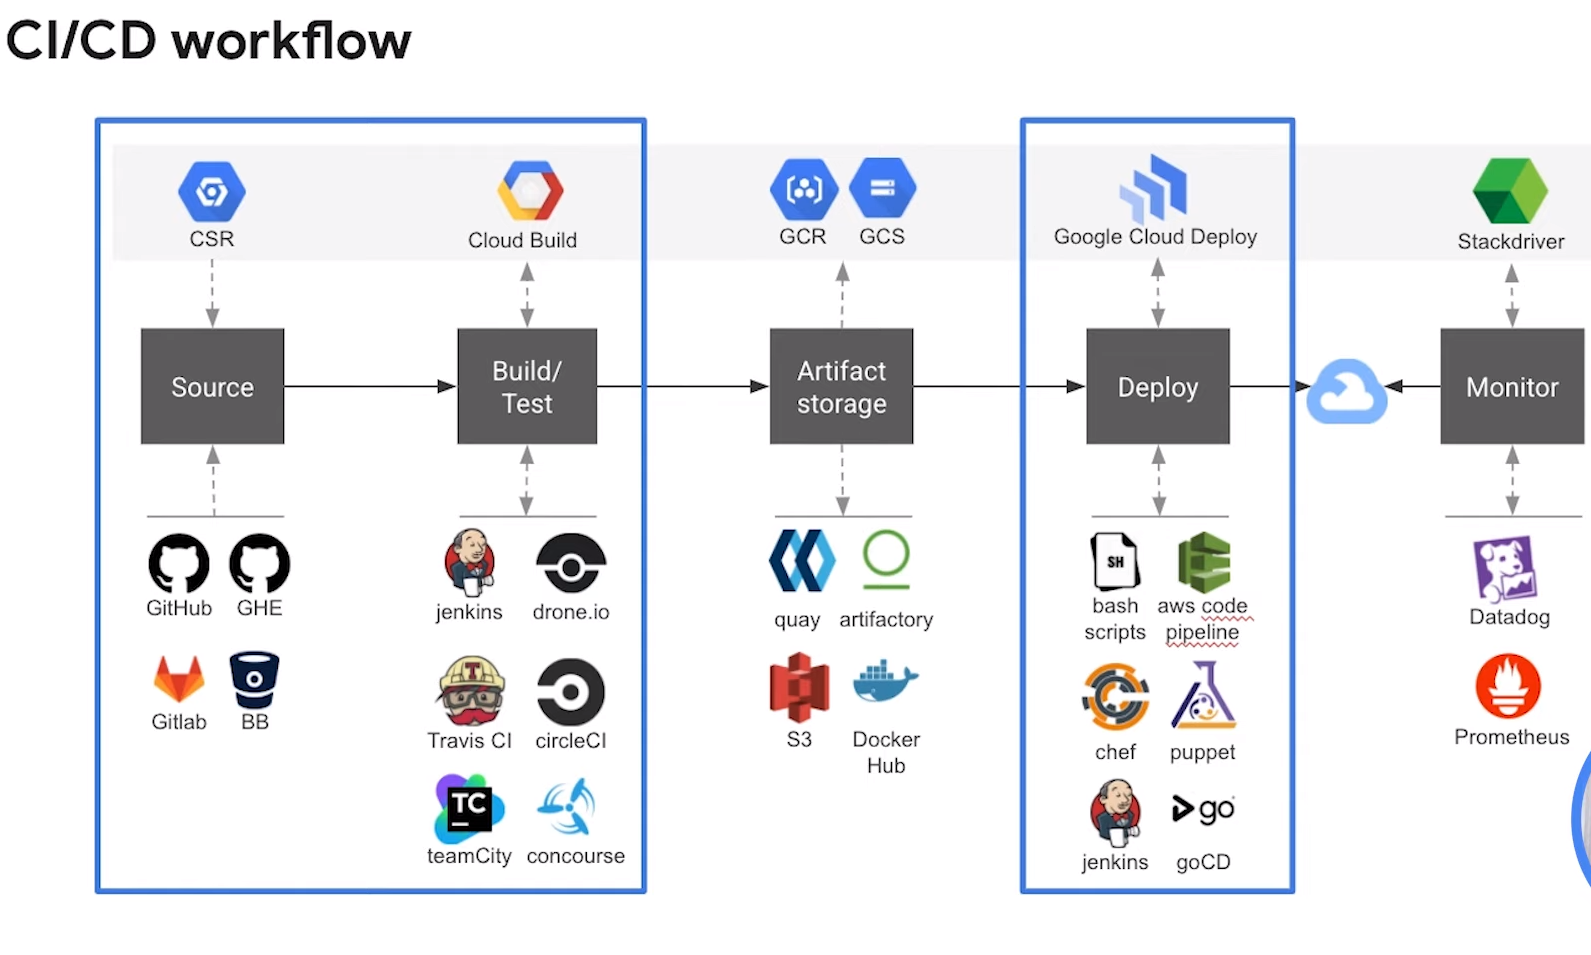 CI/CD workflow
CSR
Cloud Build
GCR
GCS
Google Cloud Deploy
Stackdriver
Source
Build/
Test
Artifact
storage
Deploy
Monitor
GitHub
GHE
Gitlab
BB
jenkins
drone.io
T
Travis CI
circleCI
TC
teamCity
concourse
quay
artifactory
S3
Docker
Hub
SH
bash
scripts
aws code
pipeline
chef
puppet
jenkins
go
goCD
Datadog
Prometheus